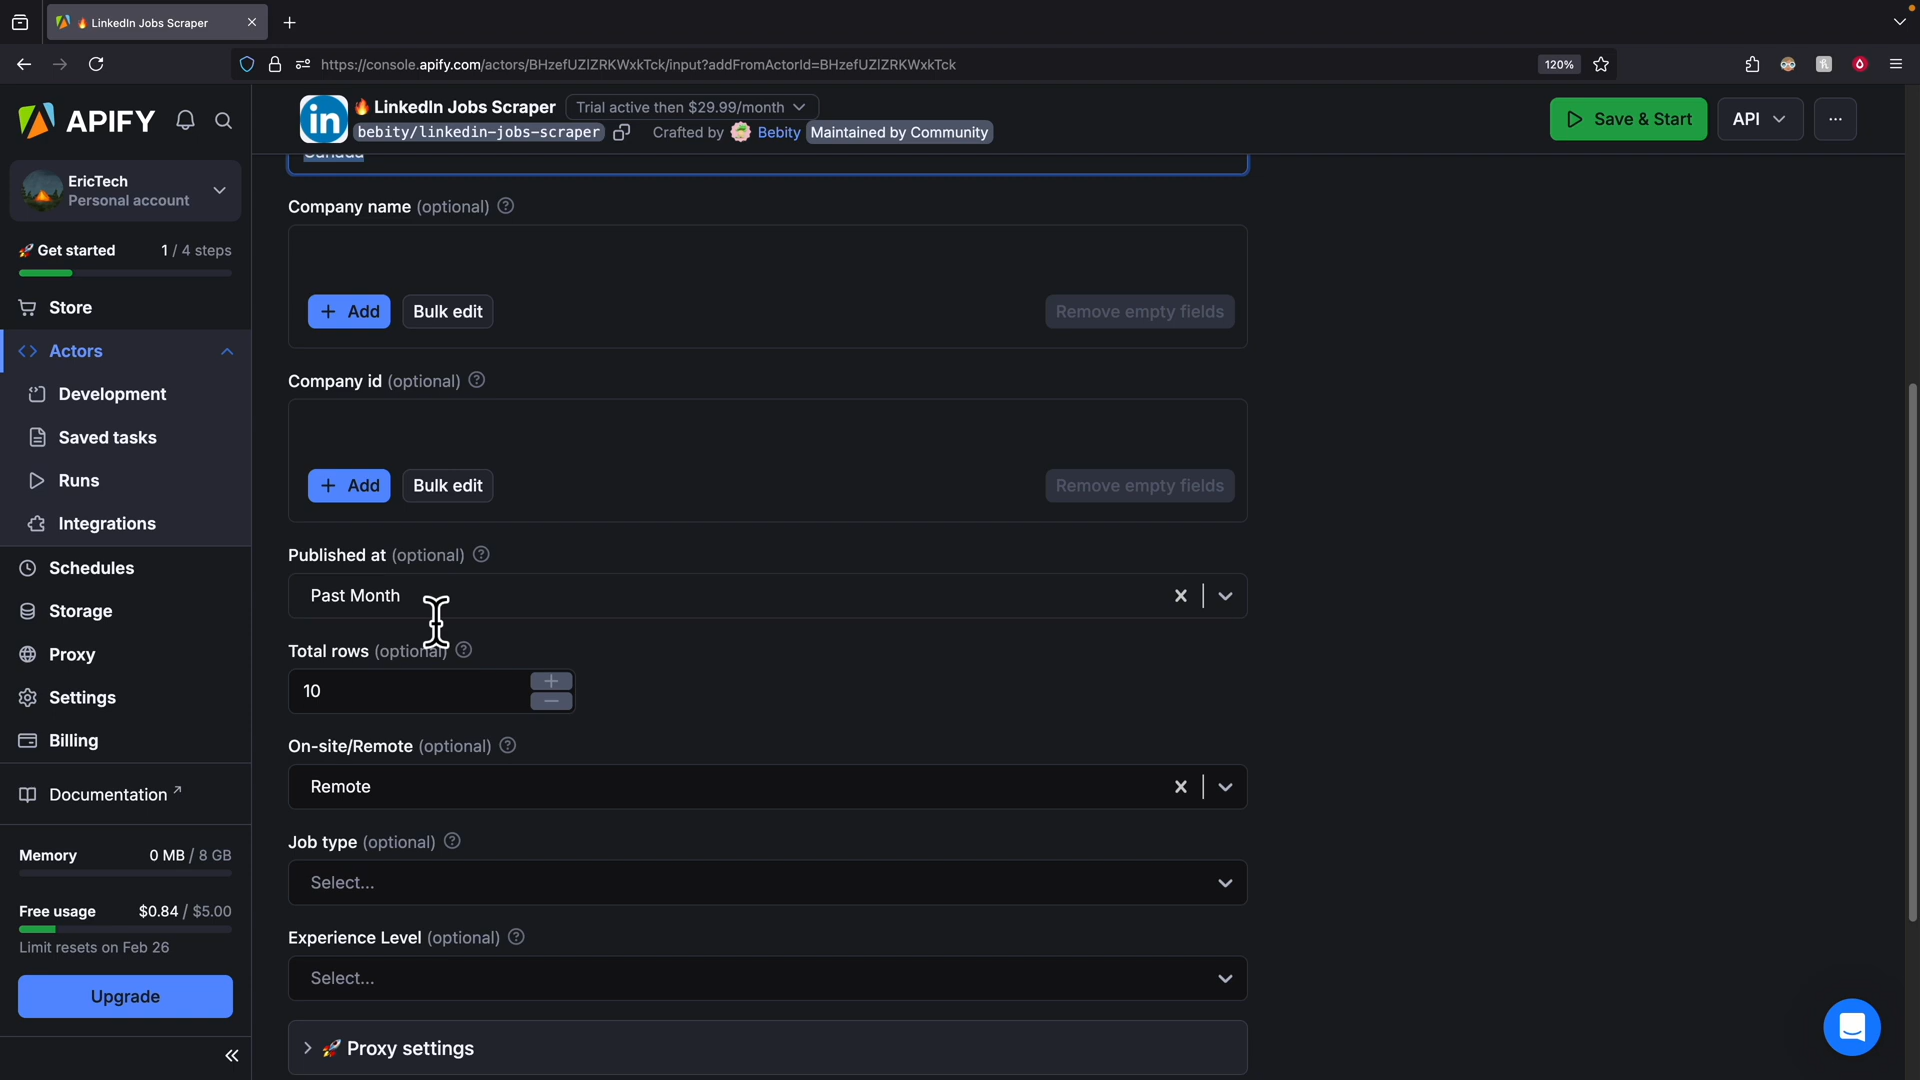 LinkedIn Jobs Scraper
https://console.apify.com/actors/BHzefUZIZRKWxkTck/input?addFromActorId=BHzefUZIZRKWxkTck
120%
APIFY
EricTech
Personal account
Get started 1 / 4 steps
Store
Actors
Development
Saved tasks
Runs
Integrations
Schedules
Storage
Proxy
Settings
Billing
Documentation
Memory 0 MB / 8 GB
Free usage $0.84 / $5.00
Limit resets on Feb 26
Upgrade
in
LinkedIn Jobs Scraper Trial active then $29.99/month
bebity/linkedin-jobs-scraper Crafted by Bebity Maintained by Community
Save & Start
API
Canada
Company name (optional)
+ Add Bulk edit Remove empty fields
Company id (optional)
+ Add Bulk edit Remove empty fields
Published at (optional)
Past Month
Total rows (optional)
10
On-site/Remote (optional)
Remote
Job type (optional)
Select...
Experience Level (optional)
Select...
Proxy settings